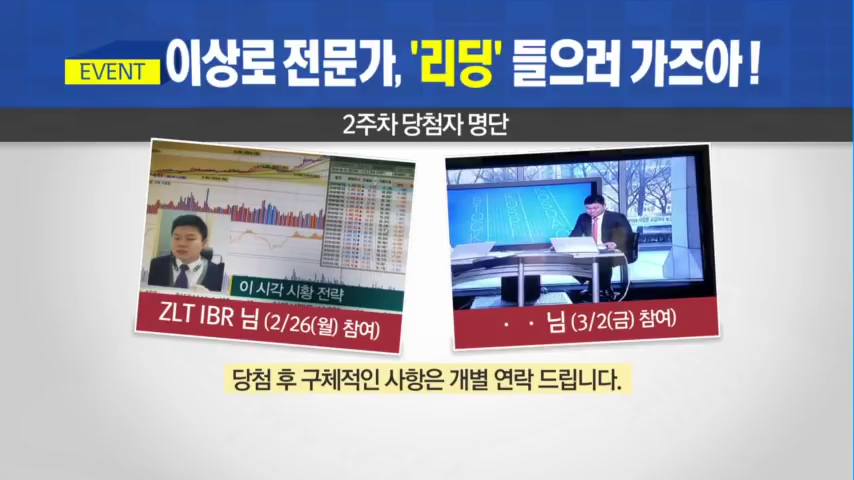 EVENT
이상로 전문가, '리딩' 들으러 가즈아!
2주차 당첨자 명단
이 시각 시황 전략
ZLT IBR 님 (2/26(월) 참여)
· · 님 (3/2(금) 참여)
당첨 후 구체적인 사항은 개별 연락 드립니다.